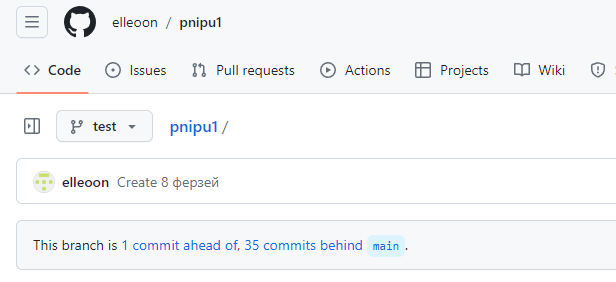 elleoon / pnipu1
Code Issues Pull requests Actions Projects Wiki
test pnipu1 /
elleoon Create 8 ферзей
This branch is 1 commit ahead of, 35 commits behind main .